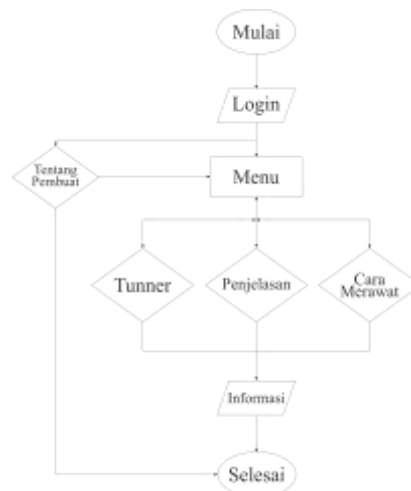 Mulai
Login
Tentang
Pembuat
Menu
Tunner
Penjelasan
Cara
Merawat
Informasi
Selesai